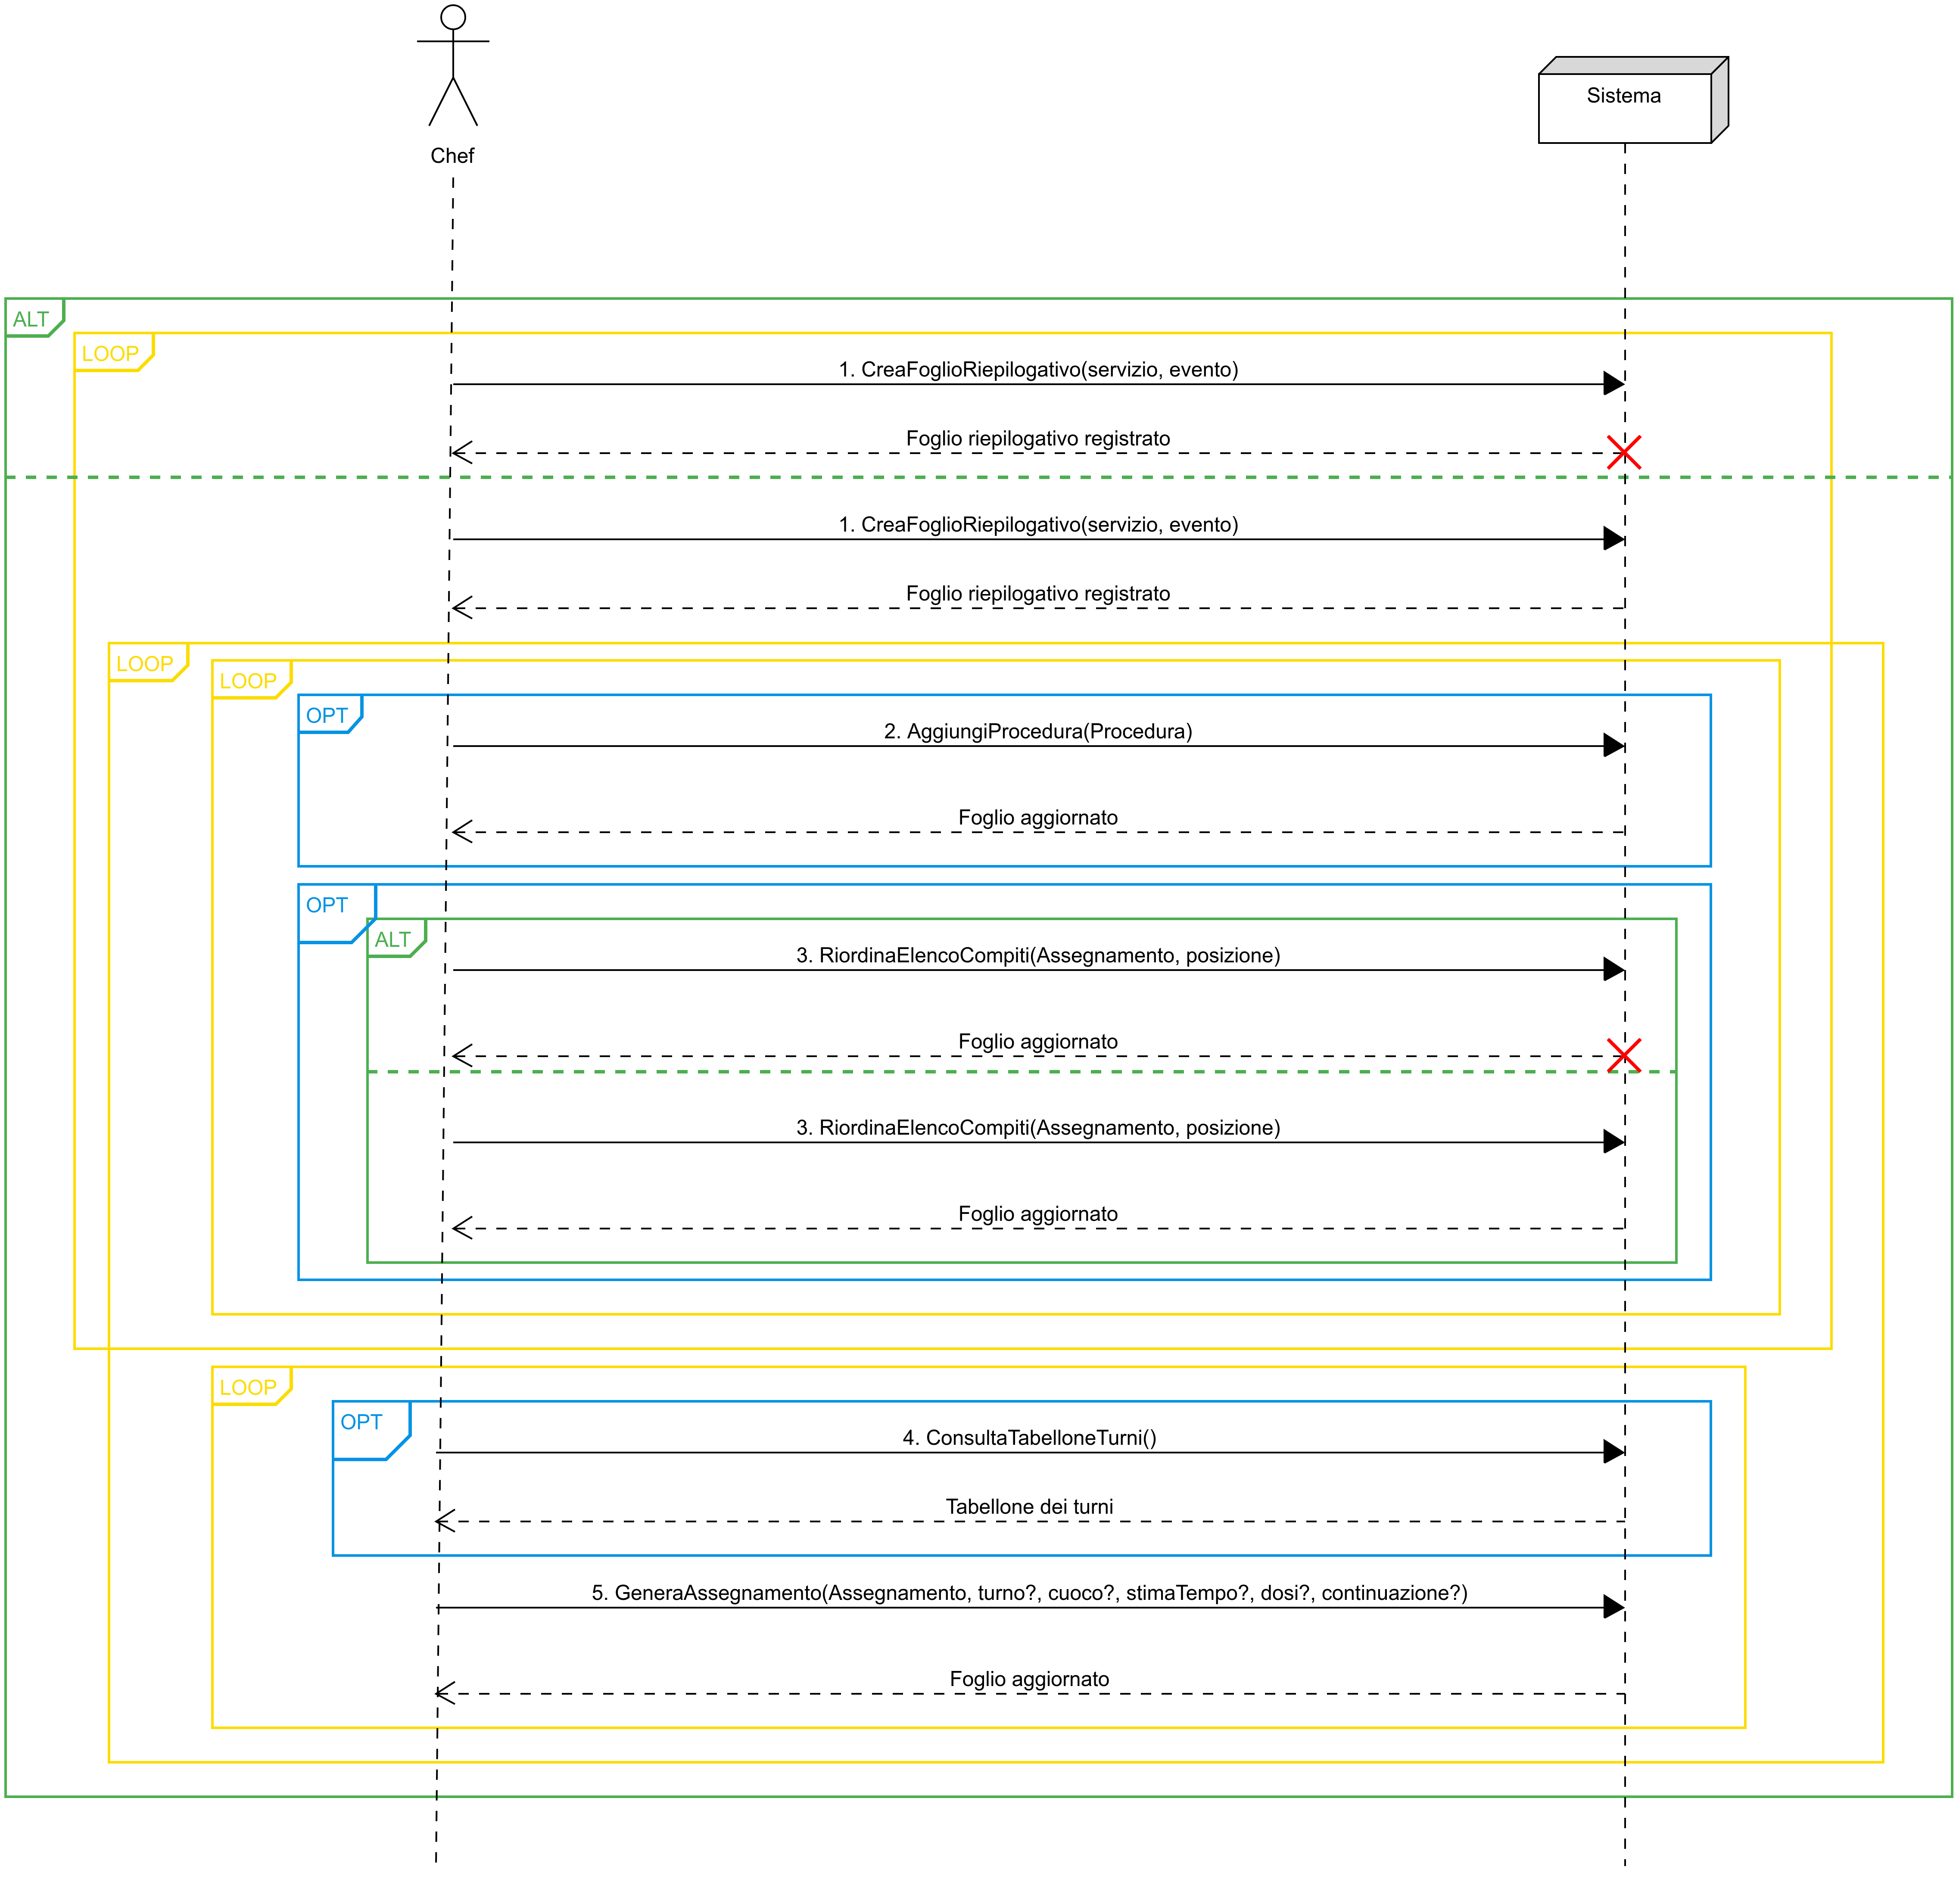 Chef
Sistema
ALT
LOOP
1. CreaFoglioRiepilogativo(servizio, evento)
Foglio riepilogativo registrato
1. CreaFoglioRiepilogativo(servizio, evento)
Foglio riepilogativo registrato
LOOP
LOOP
OPT
2. AggiungiProcedura(Procedura)
Foglio aggiornato
OPT
ALT
3. RiordinaElencoCompiti(Assegnamento, posizione)
Foglio aggiornato
3. RiordinaElencoCompiti(Assegnamento, posizione)
Foglio aggiornato
LOOP
OPT
4. ConsultaTabelloneTurni()
Tabellone dei turni
5. GeneraAssegnamento(Assegnamento, turno?, cuoco?, stimaTempo?, dosi?, continuazione?)
Foglio aggiornato